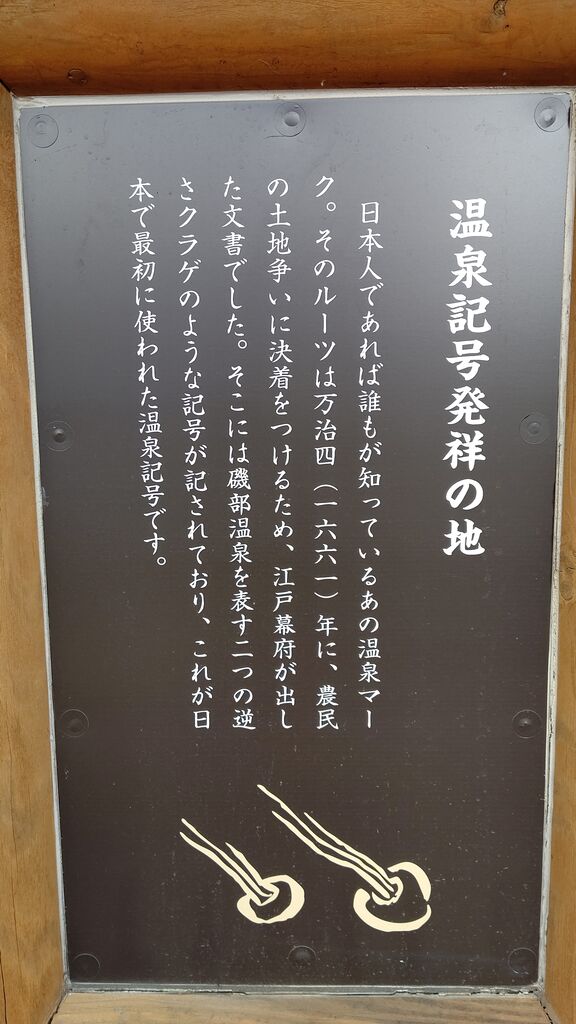 温泉記号発祥の地
日本人であれば誰もが知っているあの温泉マー
ク。そのルーツは万治四（一六六一）年に、農民
の土地争いに決着をつけるため、江戸幕府が出し
た文書でした。そこには磯部温泉を表す二つの逆
さクラゲのような記号が記されており、これが日
本で最初に使われた温泉記号です。